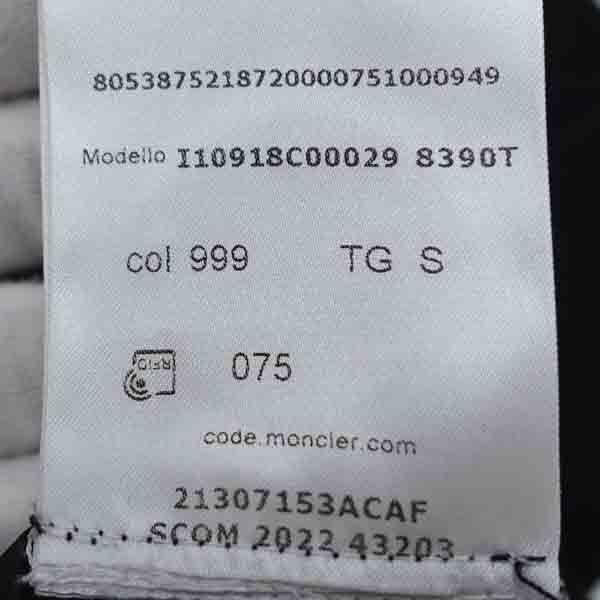 8053875218720000751000949
Modello I10918C00029 8390T
col 999 TG S
RFID 075
code.moncler.com
21307153ACAF
SCOM 2022 43203